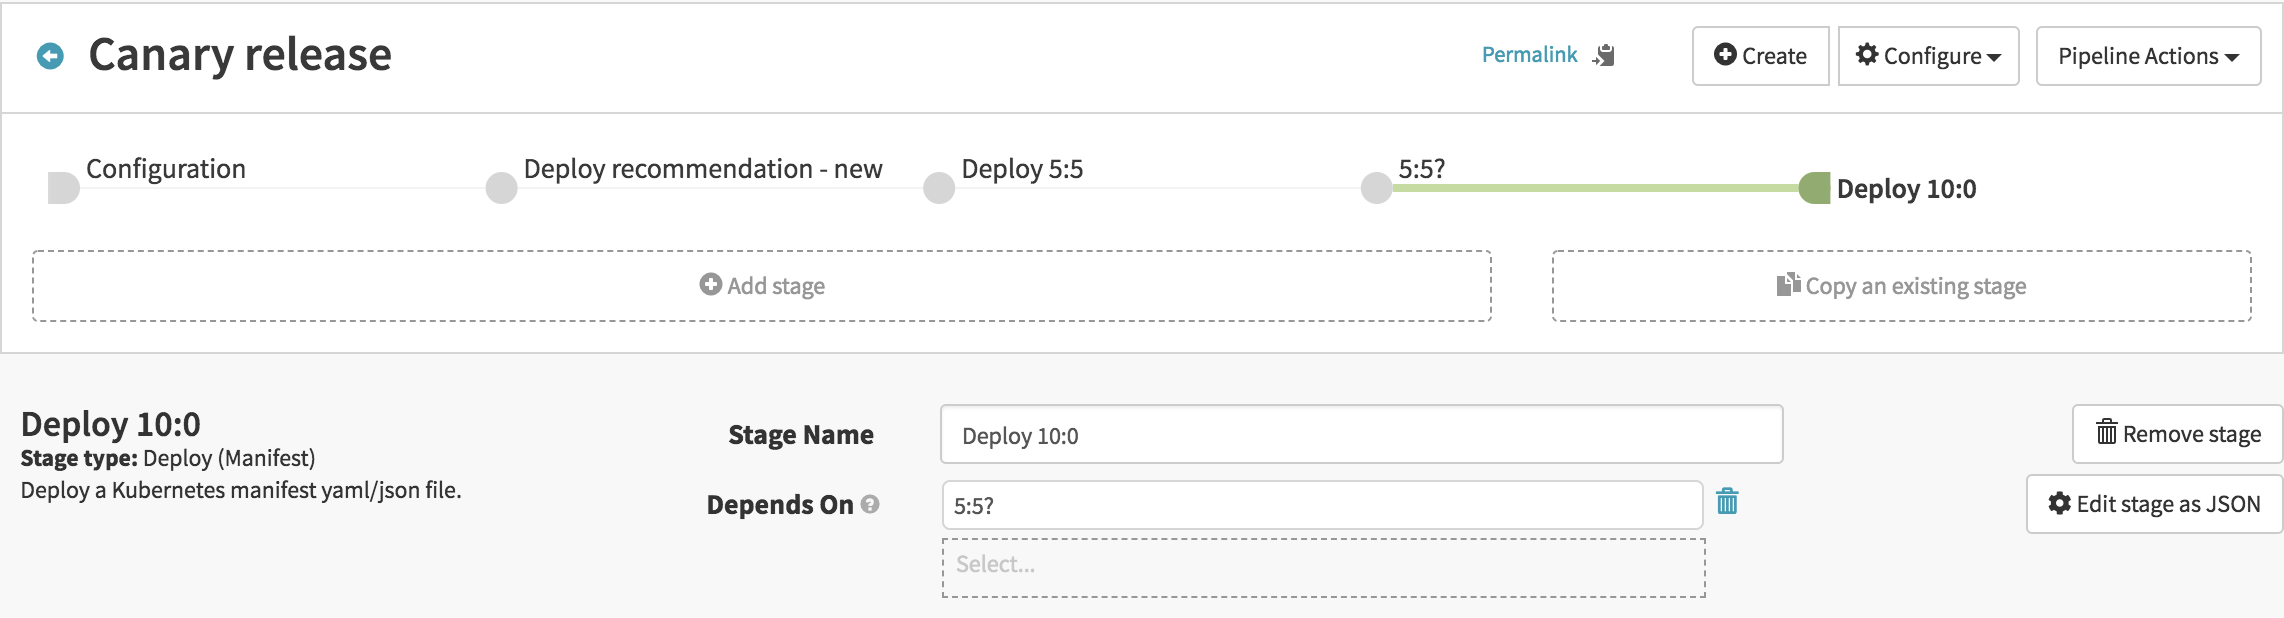 Canary release
Permalink
Create
Configure
Pipeline Actions
Configuration
Deploy recommendation - new
Deploy 5:5
5:5?
Deploy 10:0
Add stage
Copy an existing stage
Deploy 10:0
Stage type: Deploy (Manifest)
Deploy a Kubernetes manifest yaml/json file.
Stage Name
Deploy 10:0
Remove stage
Depends On ?
5:5?
Edit stage as JSON
Select...